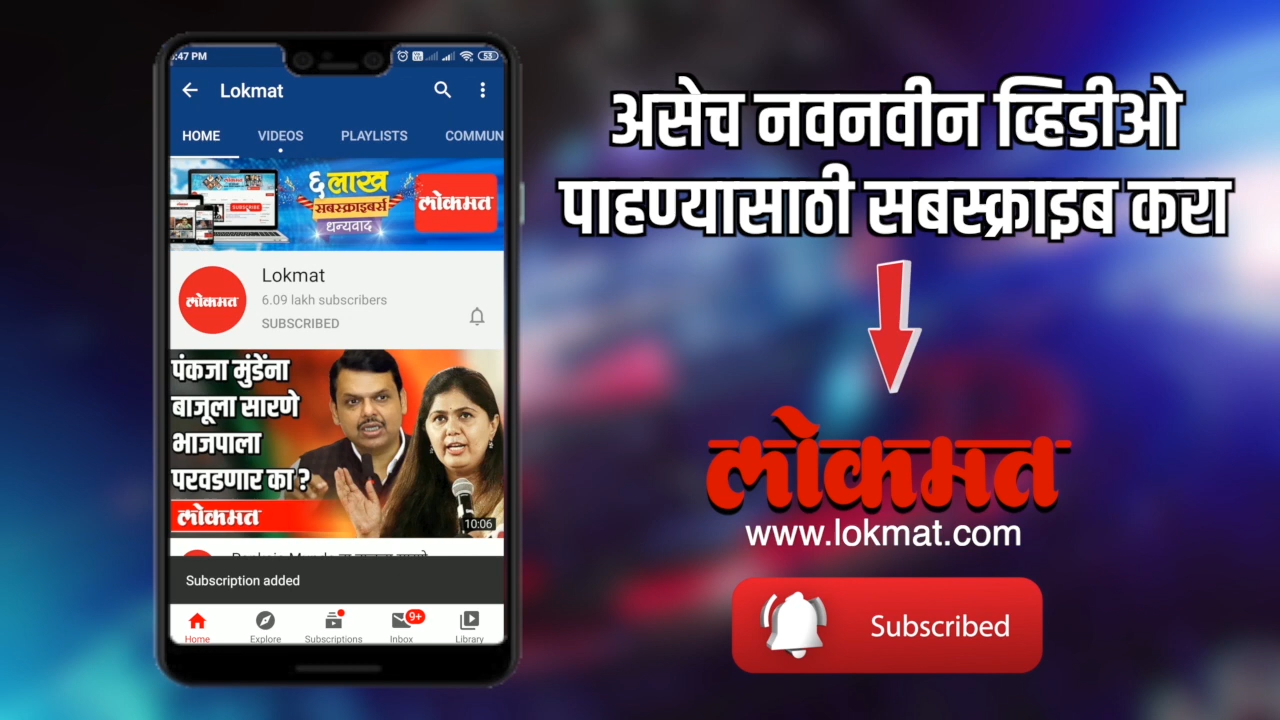 :47 PM
53
Lokmat
HOME VIDEOS PLAYLISTS COMMUN
६ लाख
सबस्क्राइबर्स
धन्यवाद
लोकमत
लोकमत
Lokmat
6.09 lakh subscribers
SUBSCRIBED
पंकजा मुंडेंना
बाजूला सारणे
भाजपाला
परवडणार का ?
लोकमत
10:06
Subscription added
9+
Home Explore Subscriptions Inbox Library
असेच नवनवीन व्हिडीओ
पाहण्यासाठी सबस्क्राइब करा
लोकमत
www.lokmat.com
Subscribed